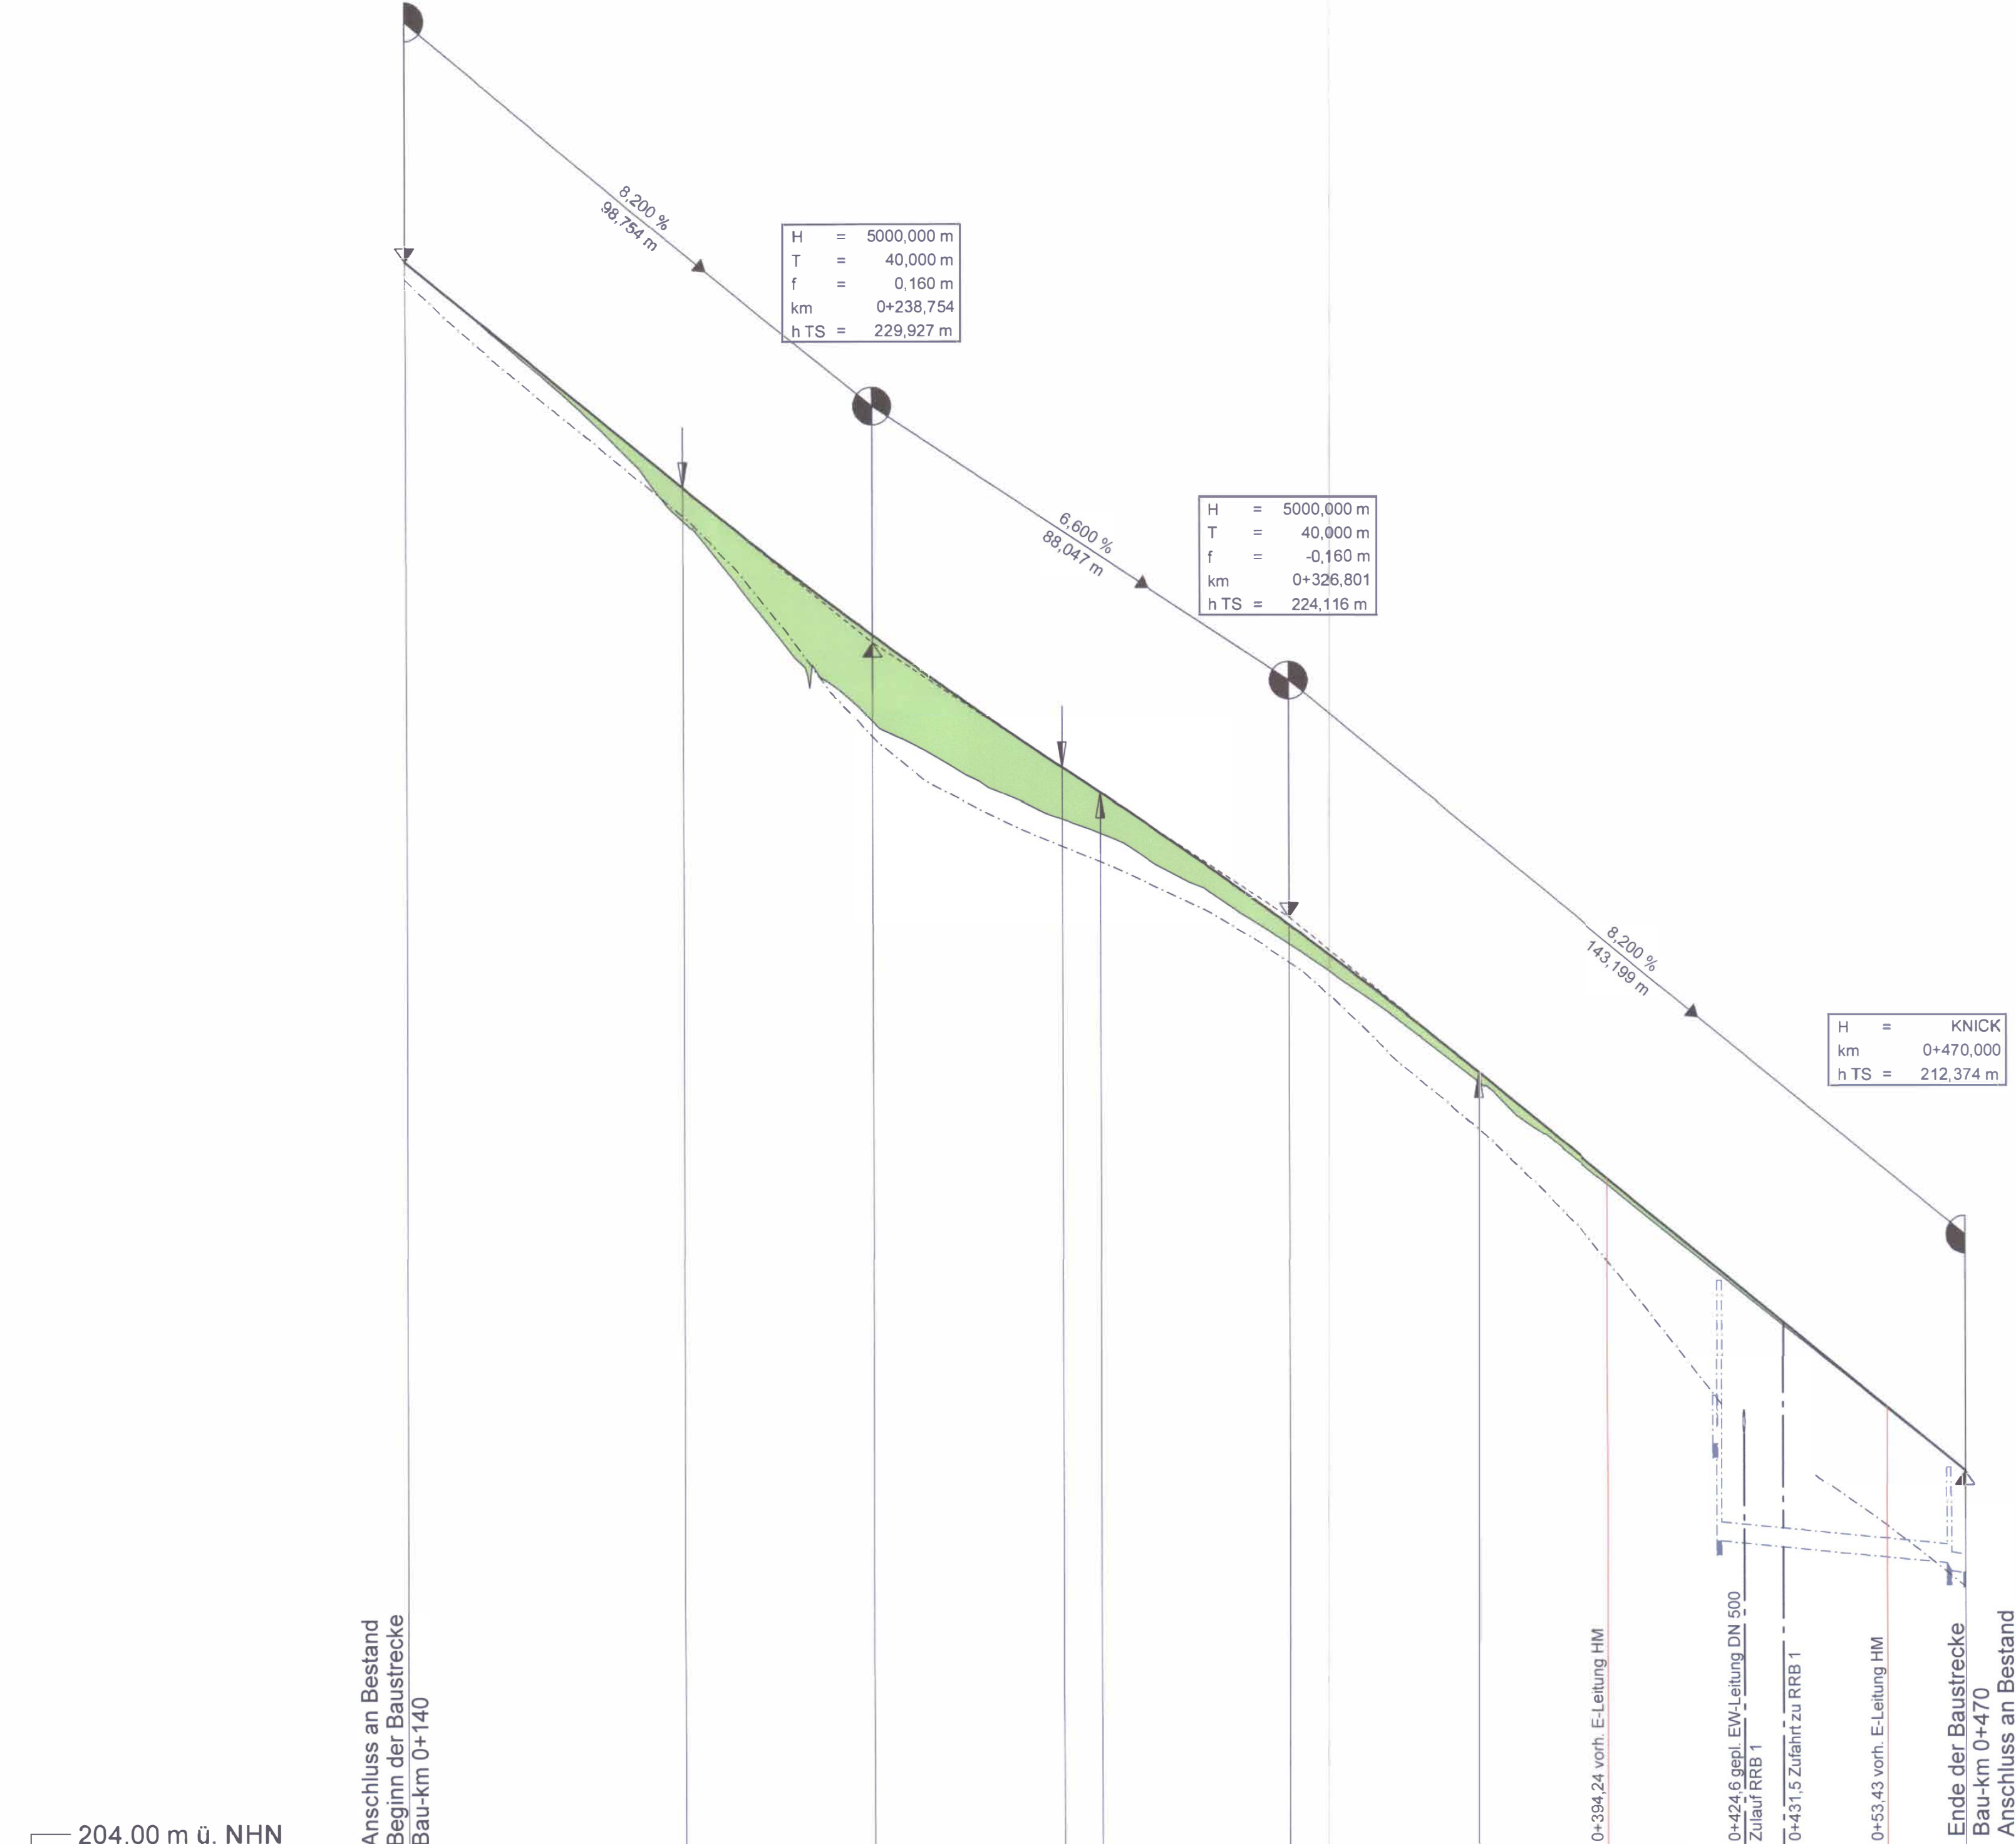 8,200 %
98,754 m
H = 5000,000 m
T = 40,000 m
f = 0,160 m
km 0+238,754
h TS = 229,927 m
6,600 %
88,047 m
H = 5000,000 m
T = 40,000 m
f = -0,160 m
km 0+326,801
h TS = 224,116 m
8,200 %
143,199 m
H = KNICK
km 0+470,000
h TS = 212,374 m
Anschluss an Bestand
Beginn der Baustrecke
Bau-km 0+140
0+394,24 vorh. E-Leitung HM
0+424,6 gepl. EW-Leitung DN 500
Zulauf RRB 1
0+431,5 Zufahrt zu RRB 1
0+53,43 vorh. E-Leitung HM
Ende der Baustrecke
Bau-km 0+470
Anschluss an Bestand
204,00 m ü. NHN